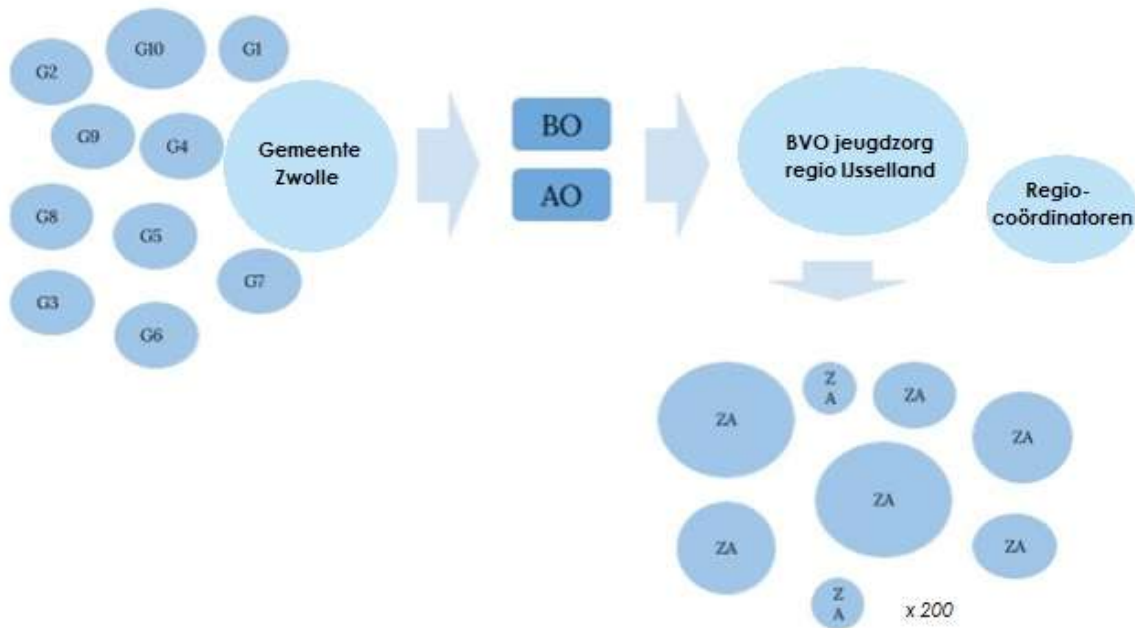 G10
G1
G2
G9
G4
Gemeente
Zwolle
G8
G5
G7
G3
G6
BO
AO
BVO jeugdzorg
regio IJsselland
Regio-
coördinatoren
ZA
Z
A
ZA
ZA
ZA
ZA
ZA
Z
A
x 200